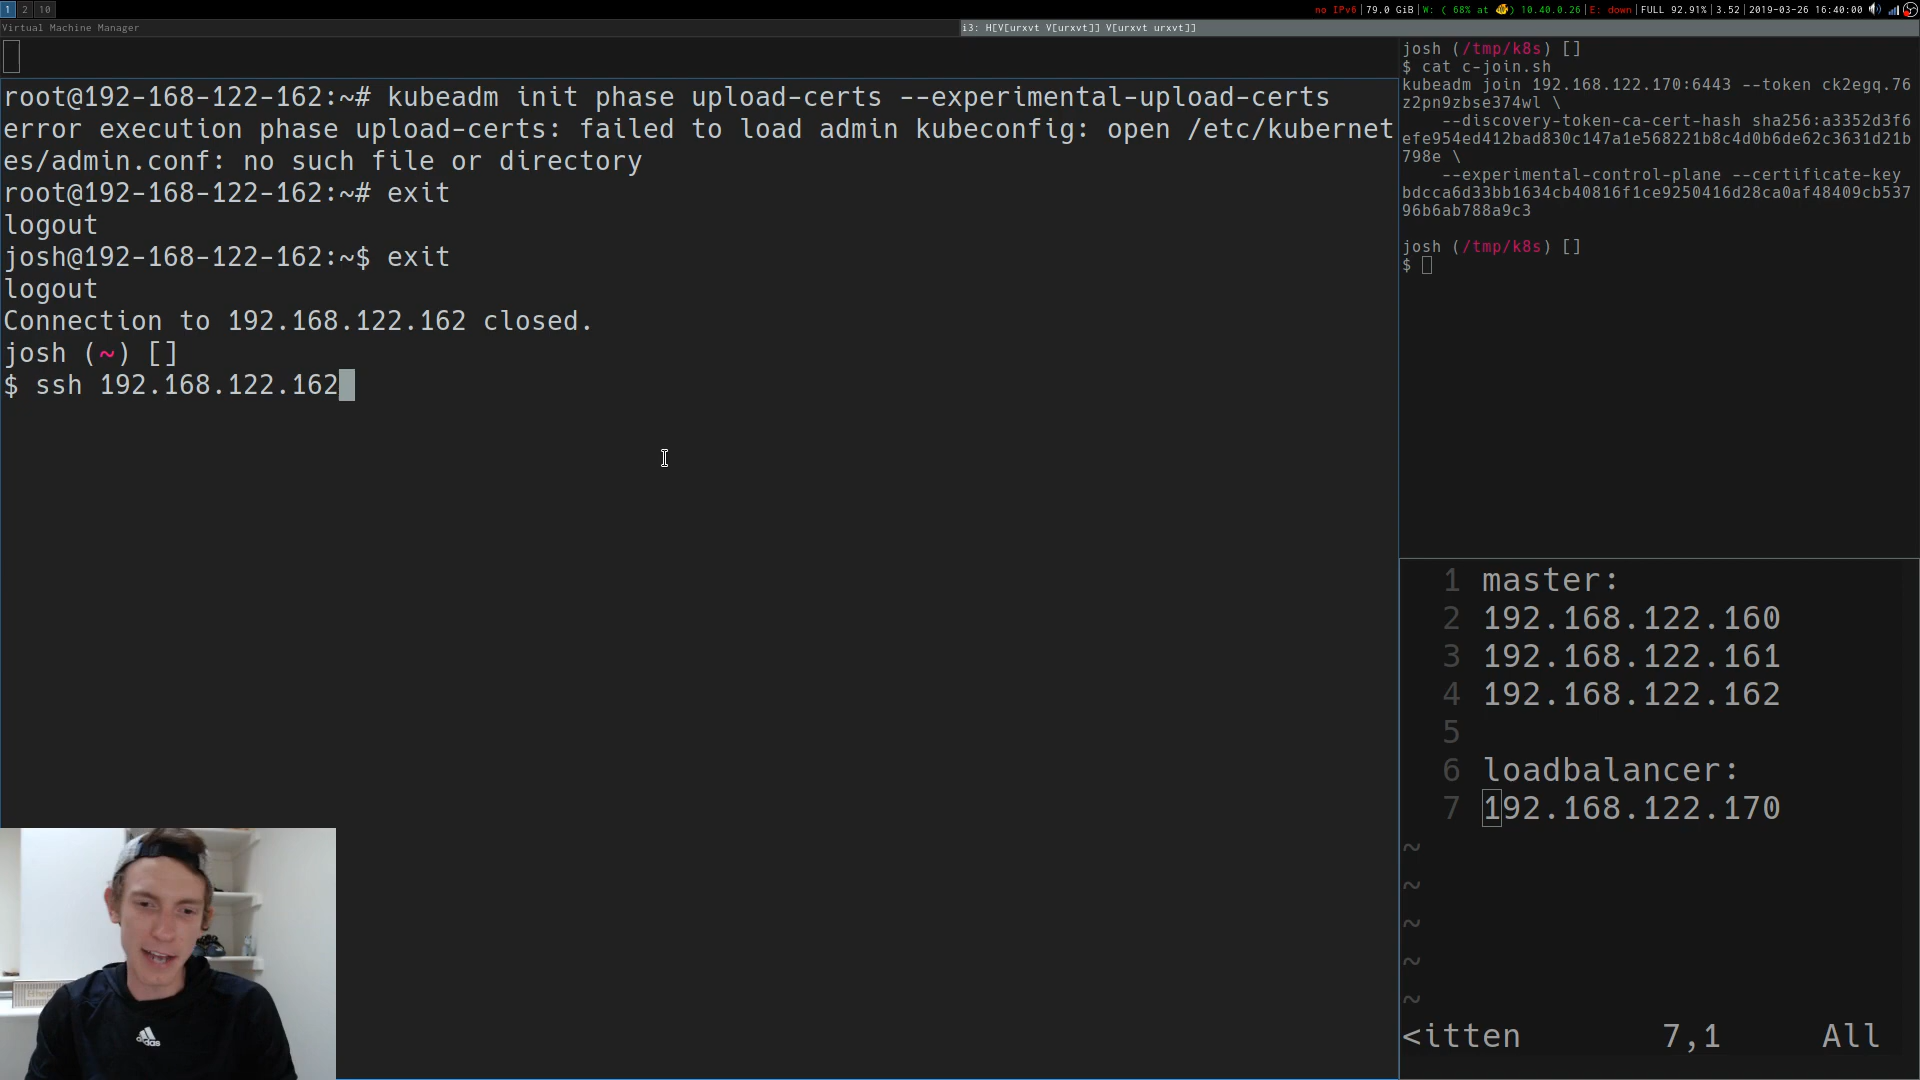 1 2 10
no IPv6|79.0 GiB|W: ( 68% at ) 10.40.0.26|E: down|FULL 92.91%|3.52|2019-03-26 16:40:00
Virtual Machine Manager
i3: H[V[urxvt V[urxvt]] V[urxvt urxvt]]
root@192-168-122-162:~# kubeadm init phase upload-certs --experimental-upload-certs
error execution phase upload-certs: failed to load admin kubeconfig: open /etc/kubernet
es/admin.conf: no such file or directory
root@192-168-122-162:~# exit
logout
josh@192-168-122-162:~$ exit
logout
Connection to 192.168.122.162 closed.
josh (~) []
$ ssh 192.168.122.162
josh (/tmp/k8s) []
$ cat c-join.sh
kubeadm join 192.168.122.170:6443 --token ck2egq.76
z2pn9zbse374wl \
--discovery-token-ca-cert-hash sha256:a3352d3f6
efe954ed412bad830c147a1e568221b8c4d0b6de62c3631d21b
798e \
--experimental-control-plane --certificate-key
bdcca6d33bb1634cb40816f1ce9250416d28ca0af48409cb537
96b6ab788a9c3
josh (/tmp/k8s) []
$
1 master:
2 192.168.122.160
3 192.168.122.161
4 192.168.122.162
5
6 loadbalancer:
7 192.168.122.170
~
~
~
~
~
<itten 7,1 All
adidas